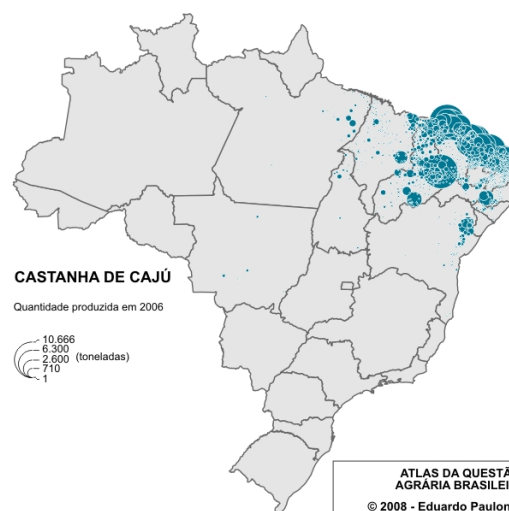 CASTANHA DE CAJÚ
Quantidade produzida em 2006
10.666
6.300
2.600 (toneladas)
710
1
ATLAS DA QUESTÃ
AGRÁRIA BRASILEI
© 2008 - Eduardo Paulon